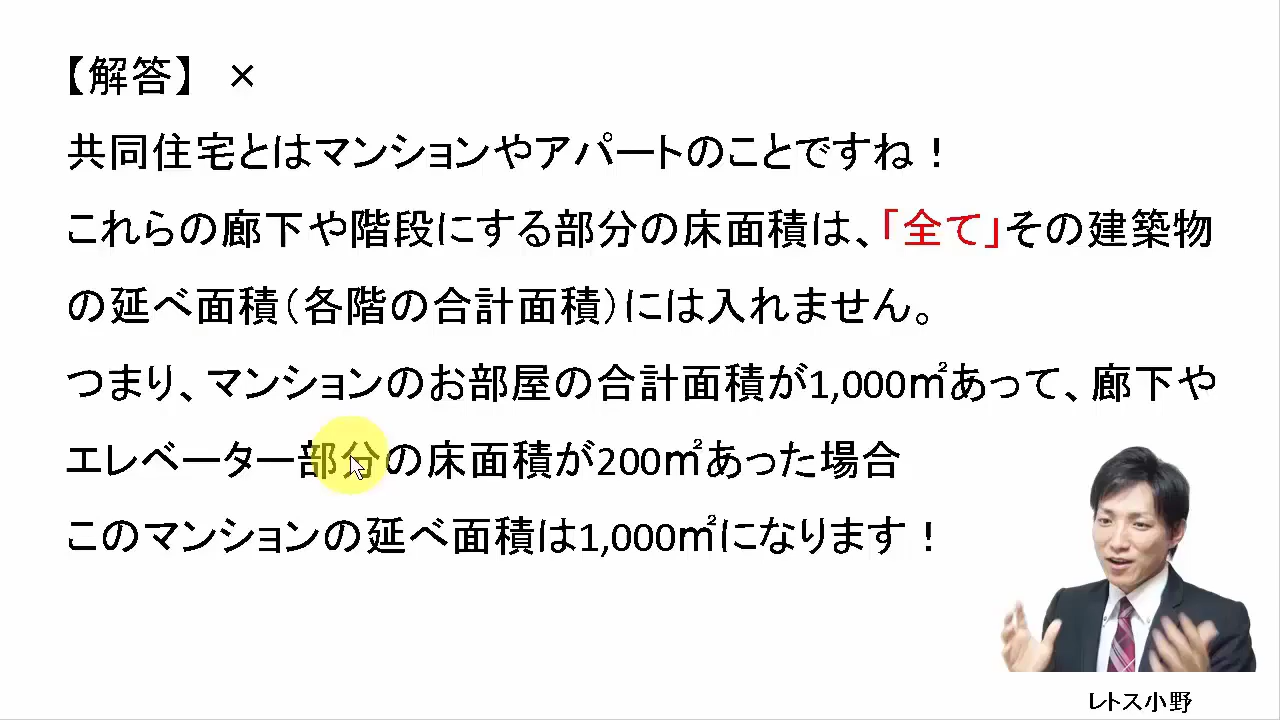 【解答】 ×
共同住宅とはマンションやアパートのことですね！
これらの廊下や階段にする部分の床面積は、「全て」その建築物
の延べ面積（各階の合計面積）には入れません。
つまり、マンションのお部屋の合計面積が1,000㎡あって、廊下や
エレベーター部分の床面積が200㎡あった場合
このマンションの延べ面積は1,000㎡になります！
レトス小野